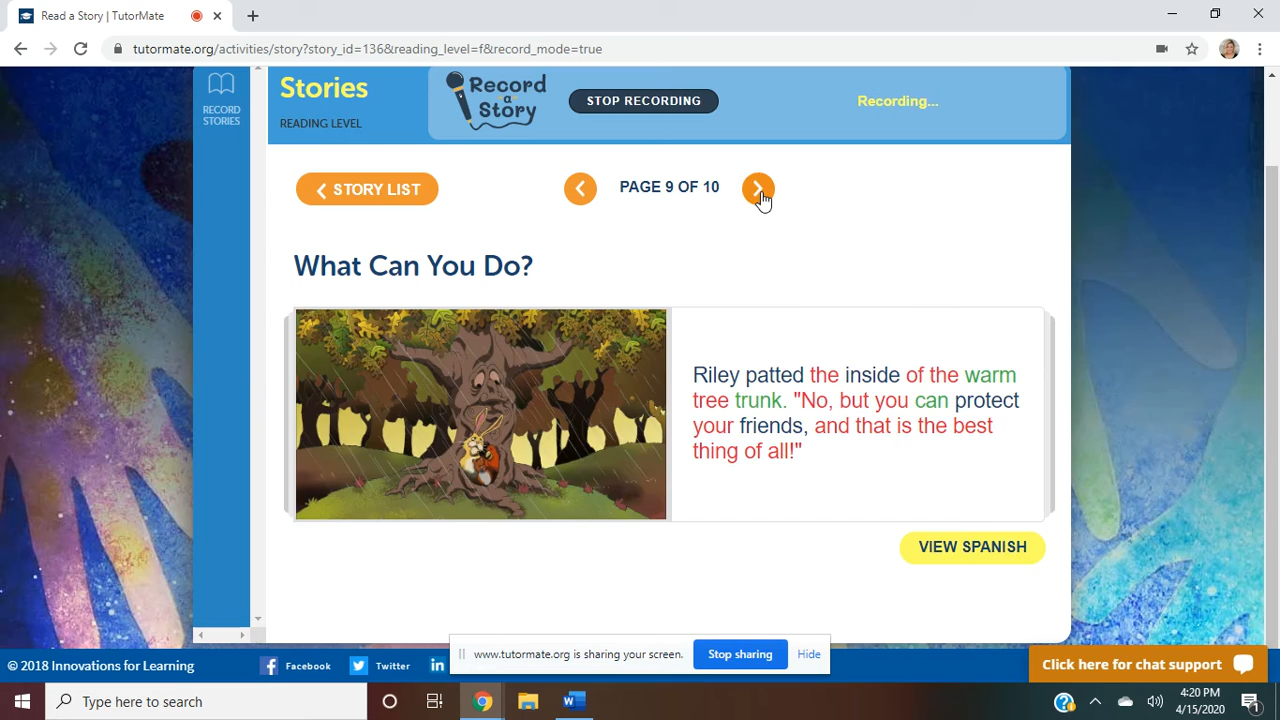 Read a Story | TutorMate
tutormate.org/activities/story?story_id=136&reading_level=f&record_mode=true
RECORD
STORIES
Stories
READING LEVEL
Record
a
Story
STOP RECORDING
Recording...
STORY LIST
PAGE 9 OF 10
What Can You Do?
Riley patted the inside of the warm
tree trunk. "No, but you can protect
your friends, and that is the best
thing of all!"
VIEW SPANISH
www.tutormate.org is sharing your screen.
Stop sharing
Hide
© 2018 Innovations for Learning
Facebook
Twitter
in
Click here for chat support
Type here to search
4:20 PM
4/15/2020
1